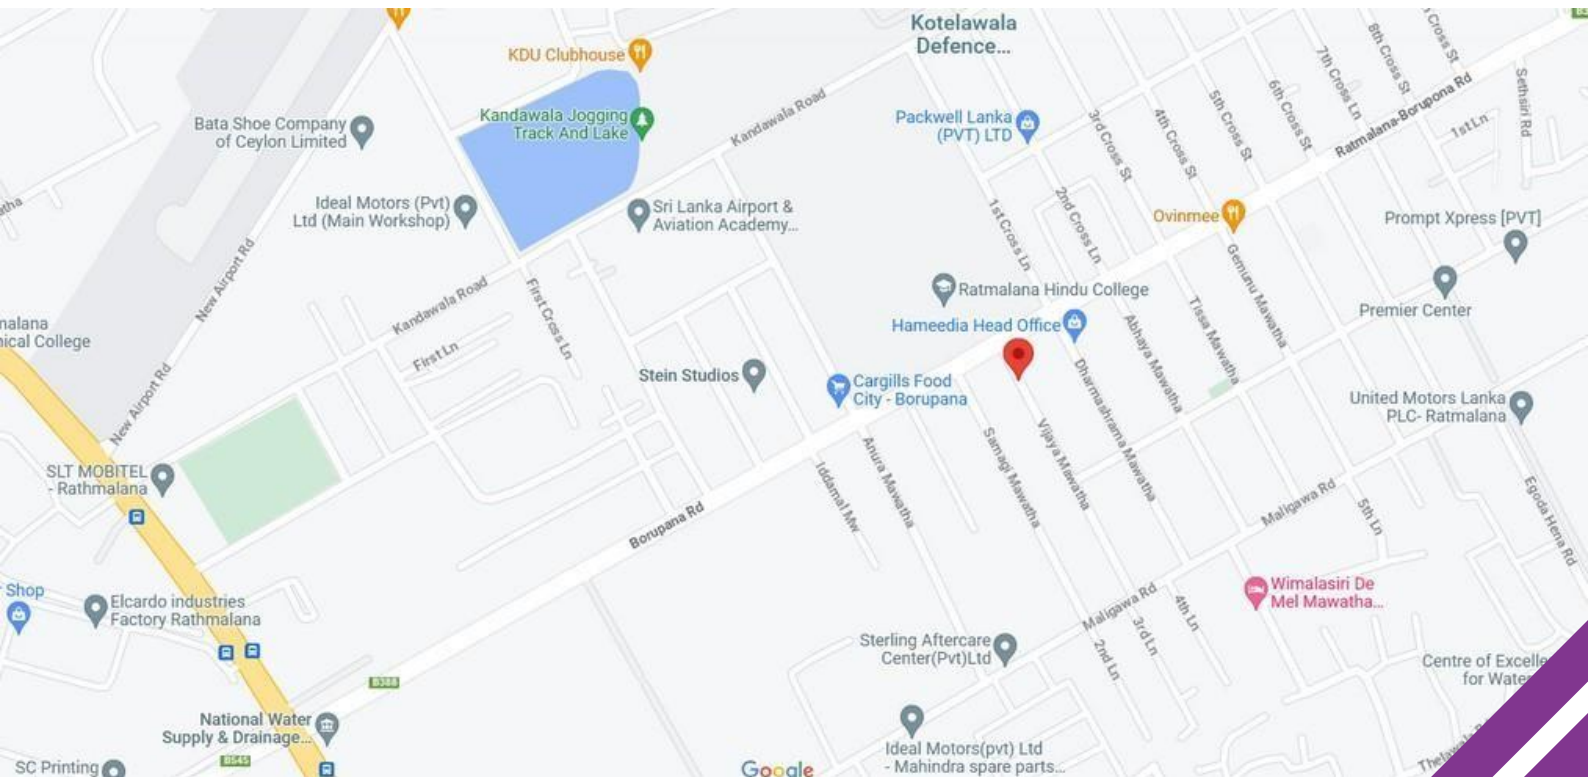 Kotelawala
Defence...
KDU Clubhouse
Kandawala Jogging
Track And Lake
Bata Shoe Company
of Ceylon Limited
Kandawala Road
Packwell Lanka
(PVT) LTD
3rd Cross St
4th Cross St
5th Cross St
6th Cross St
7th Cross Ln
8th Cross St
Cross St
Sethsiri Rd
1st Ln
Ratmalana-Borupona Rd
Ideal Motors (Pvt)
Ltd (Main Workshop)
Sri Lanka Airport &
Aviation Academy...
1st Cross Ln
2nd Cross Ln
Ovinmee
Prompt Xpress [PVT]
New Airport Rd
Gemunu Mawatha
Ratmalana Hindu College
Kandawala Road
First Cross Ln
Tissa Mawatha
Premier Center
malana
nical College
First Ln
Hameedia Head Office
Abhaya Mawatha
Stein Studios
Cargills Food
City - Borupana
Dharmashrama Mawatha
United Motors Lanka
PLC- Ratmalana
New Airport Rd
Vijaya Mawatha
Samagi Mawatha
Anura Mawatha
Iddamal Mw
SLT MOBITEL
- Rathmalana
Borupana Rd
Maligawa Rd
5th Ln
Egoda Hena Rd
Shop
Elcardo industries
Factory Rathmalana
Wimalasiri De
Mel Mawatha...
Maligawa Rd
4th Ln
3rd Ln
2nd Ln
Sterling Aftercare
Center(Pvt)Ltd
Centre of Excelle
for Wate
B388
National Water
Supply & Drainage...
B545
SC Printing
Google
Ideal Motors(pvt) Ltd
- Mahindra spare parts...
Thelawala